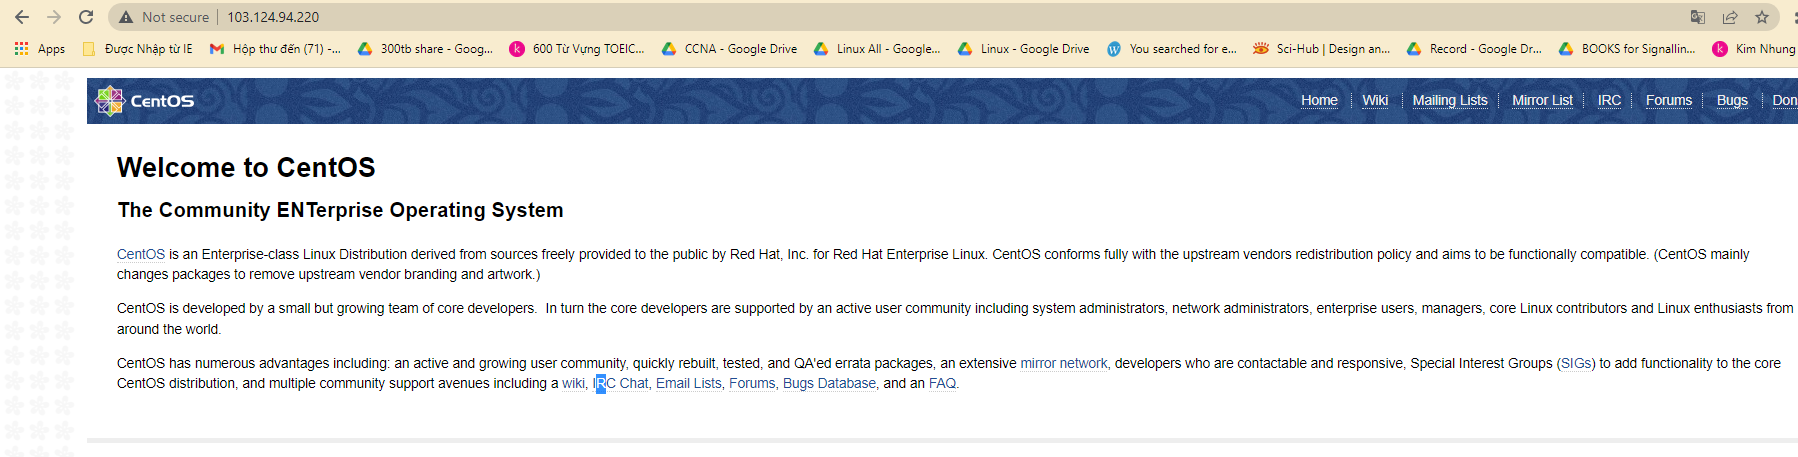 Not secure 103.124.94.220
Apps Được Nhập từ IE Hộp thư đến (71) -... 300tb share - Goog... 600 Từ Vựng TOEIC... CCNA - Google Drive Linux All - Google... Linux - Google Drive You searched for e... Sci-Hub | Design an... Record - Google Dr... BOOKS for Signallin... Kim Nhung
CentOS Home Wiki Mailing Lists Mirror List IRC Forums Bugs Don
Welcome to CentOS
The Community ENTerprise Operating System
CentOS is an Enterprise-class Linux Distribution derived from sources freely provided to the public by Red Hat, Inc. for Red Hat Enterprise Linux. CentOS conforms fully with the upstream vendors redistribution policy and aims to be functionally compatible. (CentOS mainly
changes packages to remove upstream vendor branding and artwork.)
CentOS is developed by a small but growing team of core developers. In turn the core developers are supported by an active user community including system administrators, network administrators, enterprise users, managers, core Linux contributors and Linux enthusiasts from
around the world.
CentOS has numerous advantages including: an active and growing user community, quickly rebuilt, tested, and QA'ed errata packages, an extensive mirror network, developers who are contactable and responsive, Special Interest Groups (SIGs) to add functionality to the core
CentOS distribution, and multiple community support avenues including a wiki, IRC Chat, Email Lists, Forums, Bugs Database, and an FAQ.